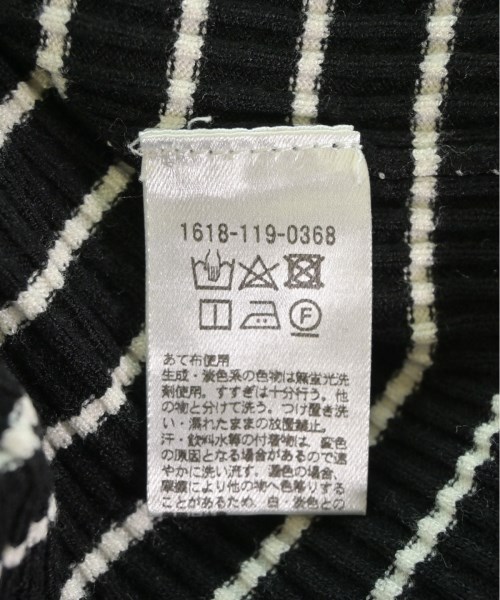 1618-119-0368
F
あて布使用
生成・淡色系の色物は無蛍光洗
剤使用。すすぎは十分行う。他
の物と分けて洗う。つけ置き洗
い・濡れたままの放置禁止。
汗・飲料水等の付着物は、変色
の原因となる場合があるので速
やかに洗い流す。濃色の場合、
摩擦により他の物へ色移りする
ことがあるため、白・淡色との